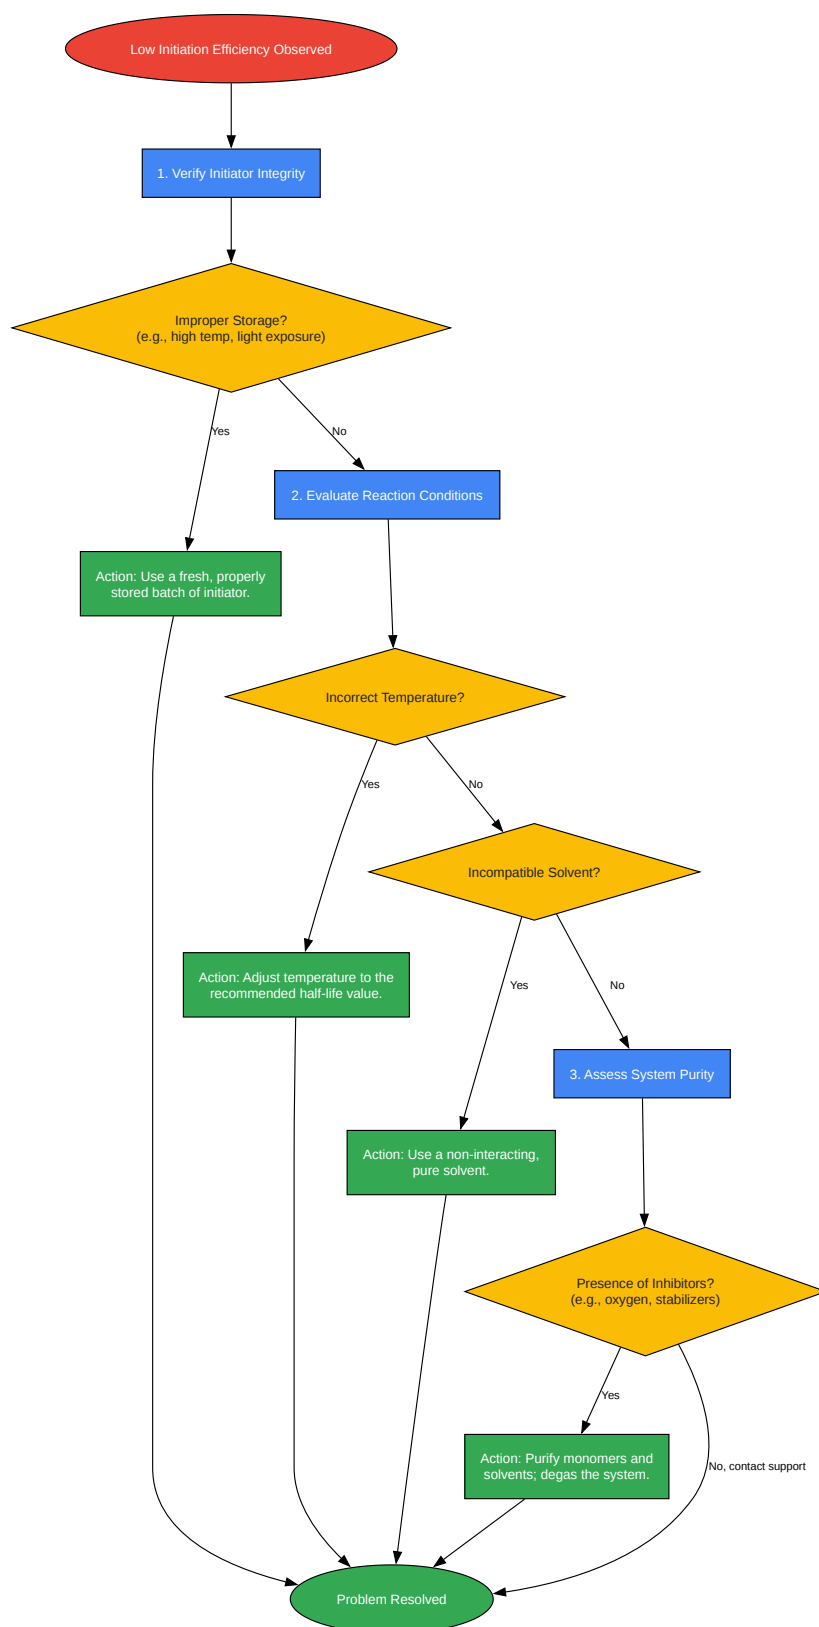 Low Initiation Efficiency Observed
1. Verify Initiator Integrity
Improper Storage?
(e.g., high temp, light exposure)
Yes
No
2. Evaluate Reaction Conditions
Action: Use a fresh, properly
stored batch of initiator.
Incorrect Temperature?
Yes
No
Incompatible Solvent?
Action: Adjust temperature to the
recommended half-life value.
Yes
No
3. Assess System Purity
Action: Use a non-interacting,
pure solvent.
Presence of Inhibitors?
(e.g., oxygen, stabilizers)
Yes
Action: Purify monomers and
solvents; degas the system.
No, contact support
Problem Resolved